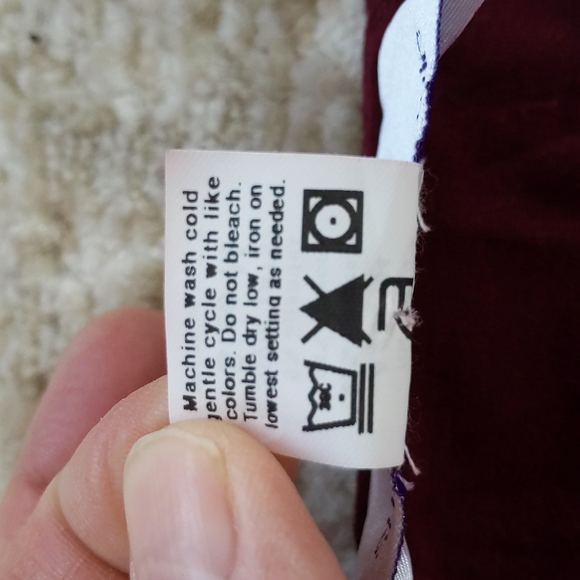 Machine wash cold
gentle cycle with like
colors. Do not bleach.
Tumble dry low, iron on
lowest setting as needed.
30C